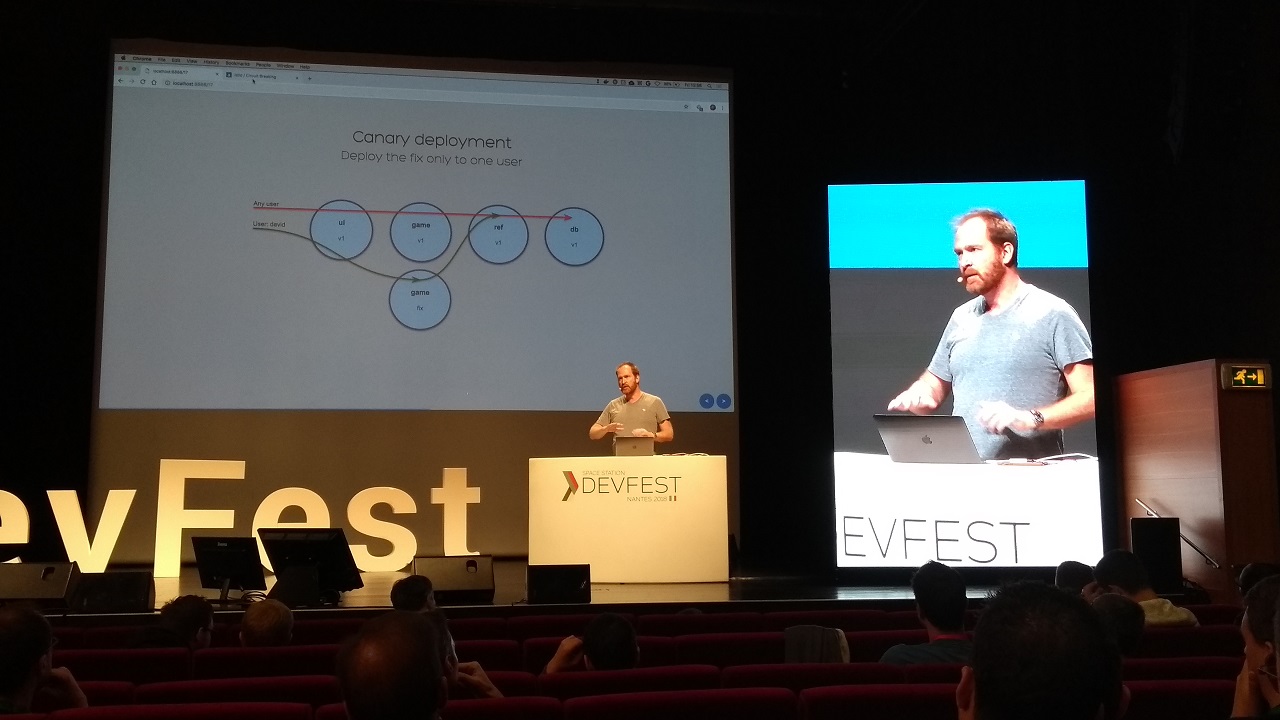 Chrome File Edit View History Bookmarks People Window Help
Canary deployment
Deploy the fix only to one user
Any user
User: david
ui
v1
game
v1
ref
v1
db
v1
game
fix
evFest
SPACE STATION
DEVFEST
NANTES 2018
EVFEST